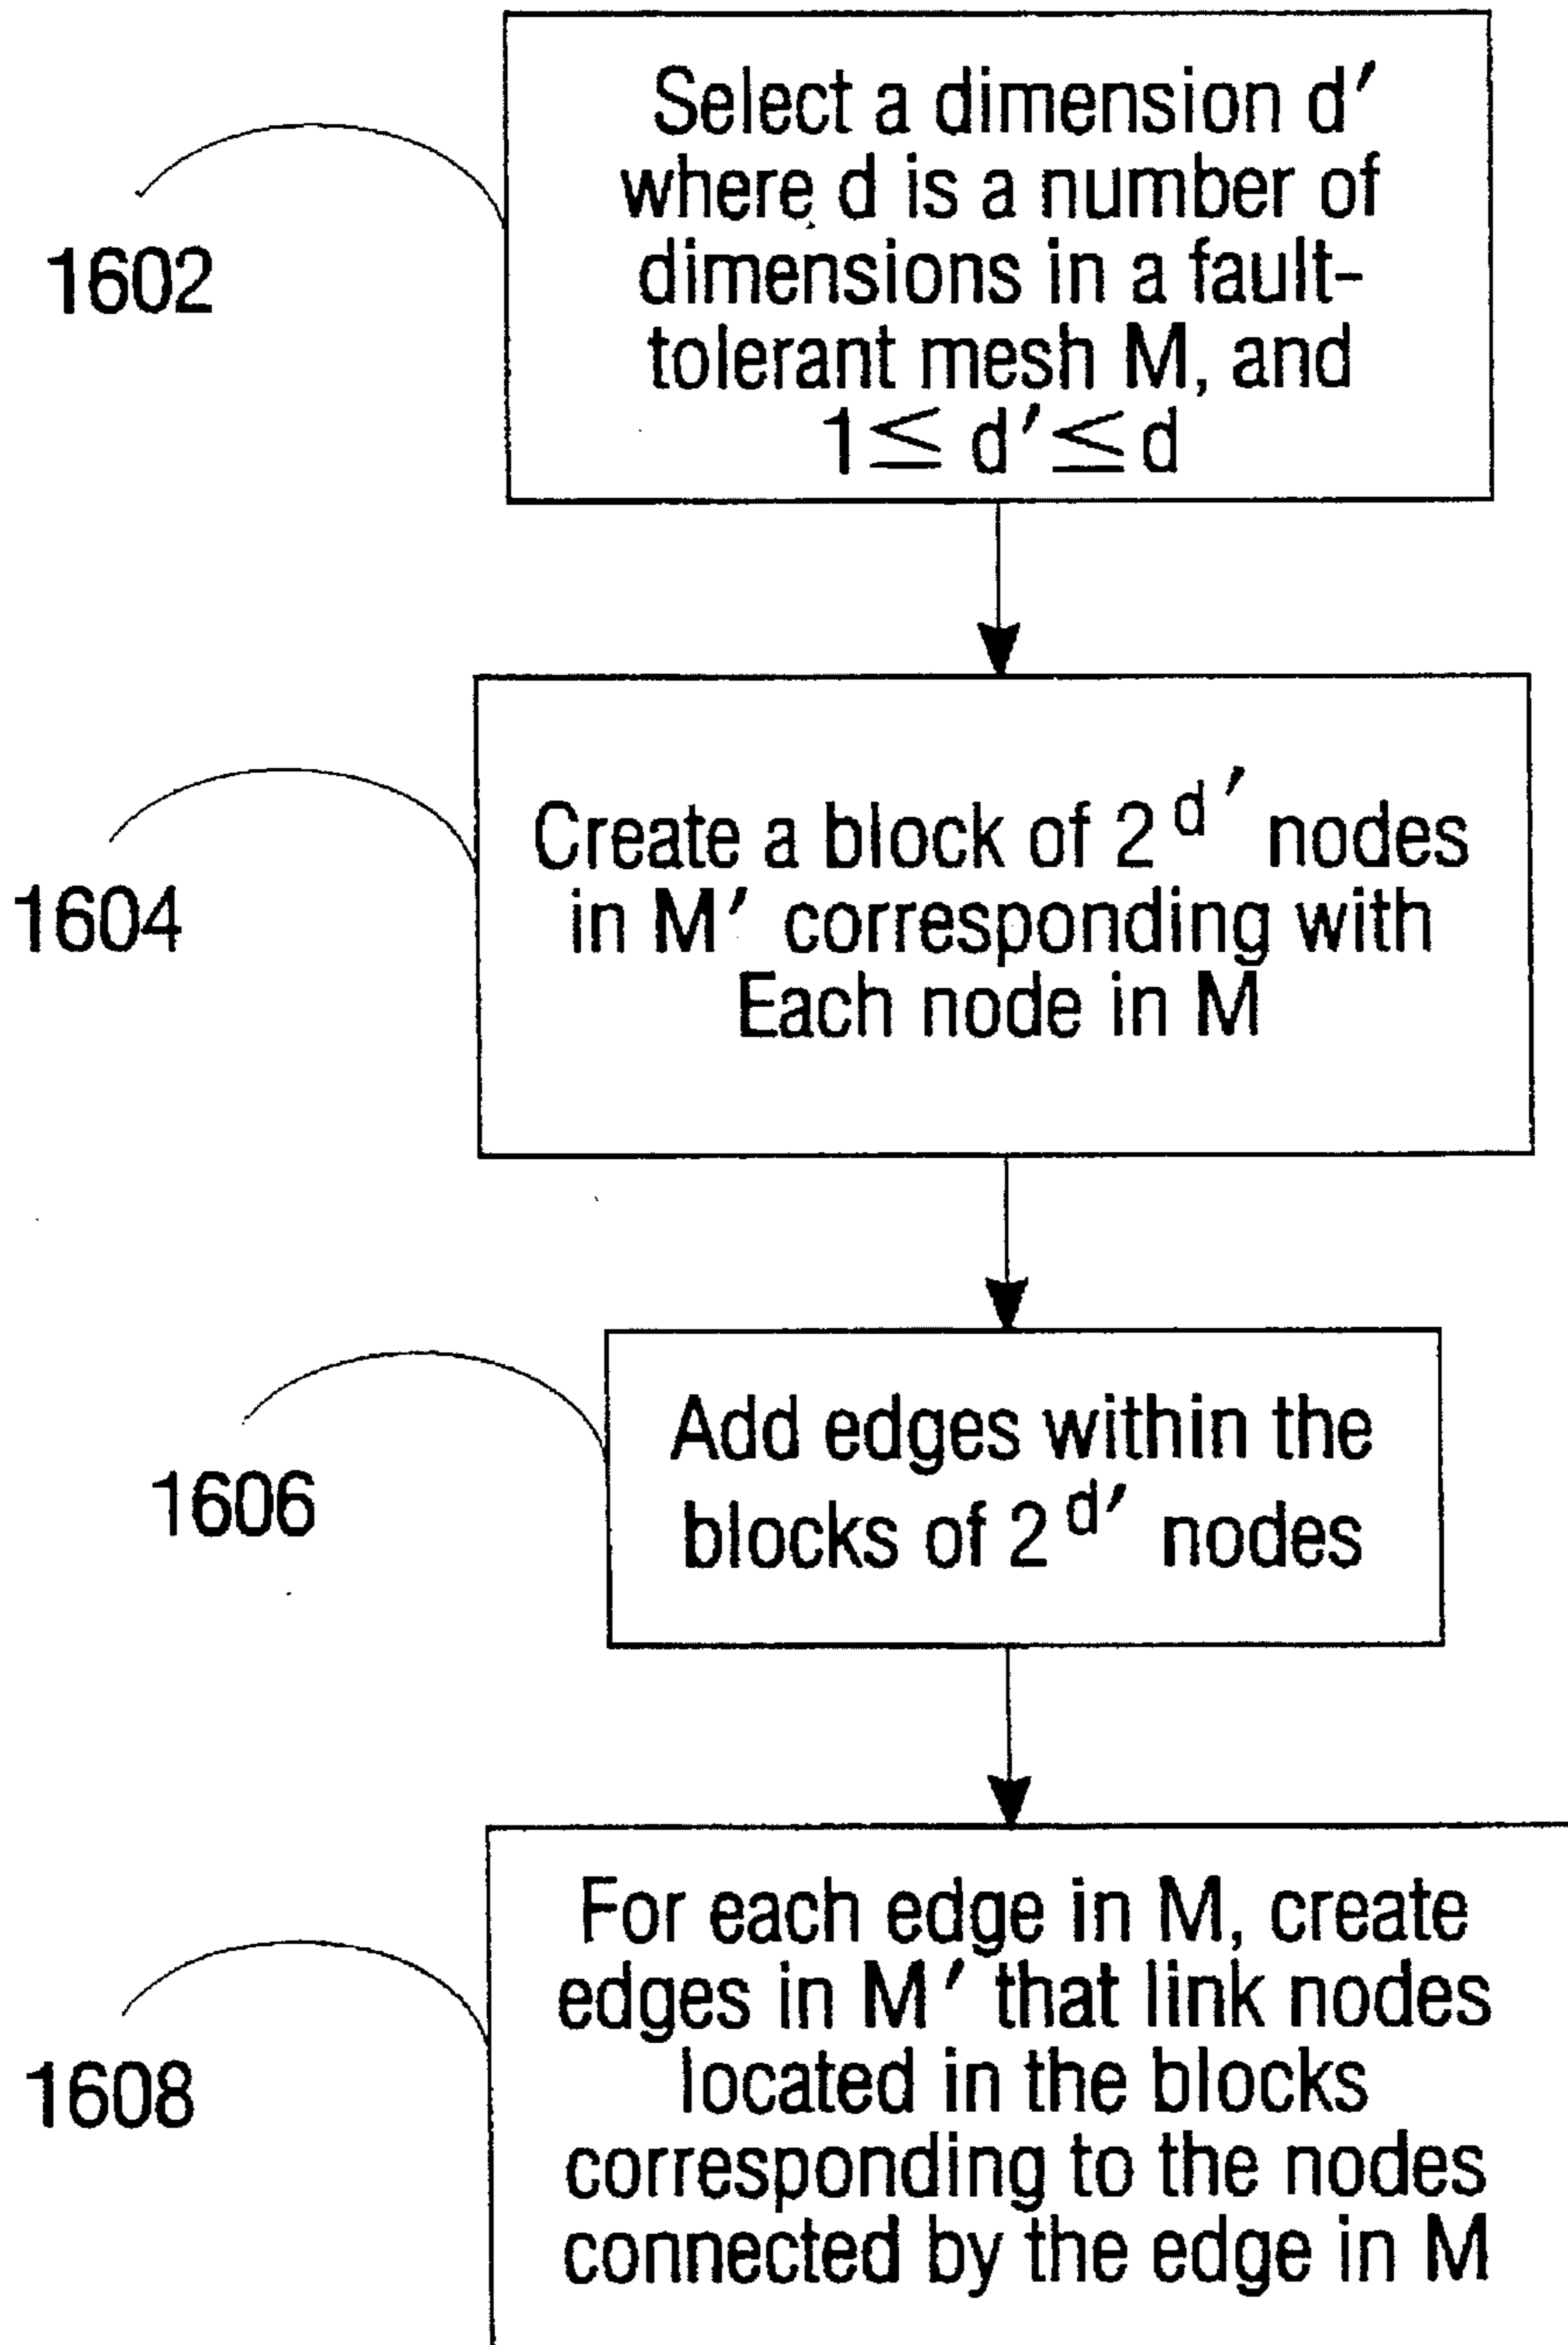 Select a dimension d′
where d is a number of
dimensions in a fault-
tolerant mesh M, and
1≤ d′≤d
1602
Create a block of 2^d′ nodes
in M′ corresponding with
Each node in M
1604
Add edges within the
blocks of 2^d′ nodes
1606
For each edge in M, create
edges in M′ that link nodes
located in the blocks
corresponding to the nodes
connected by the edge in M
1608